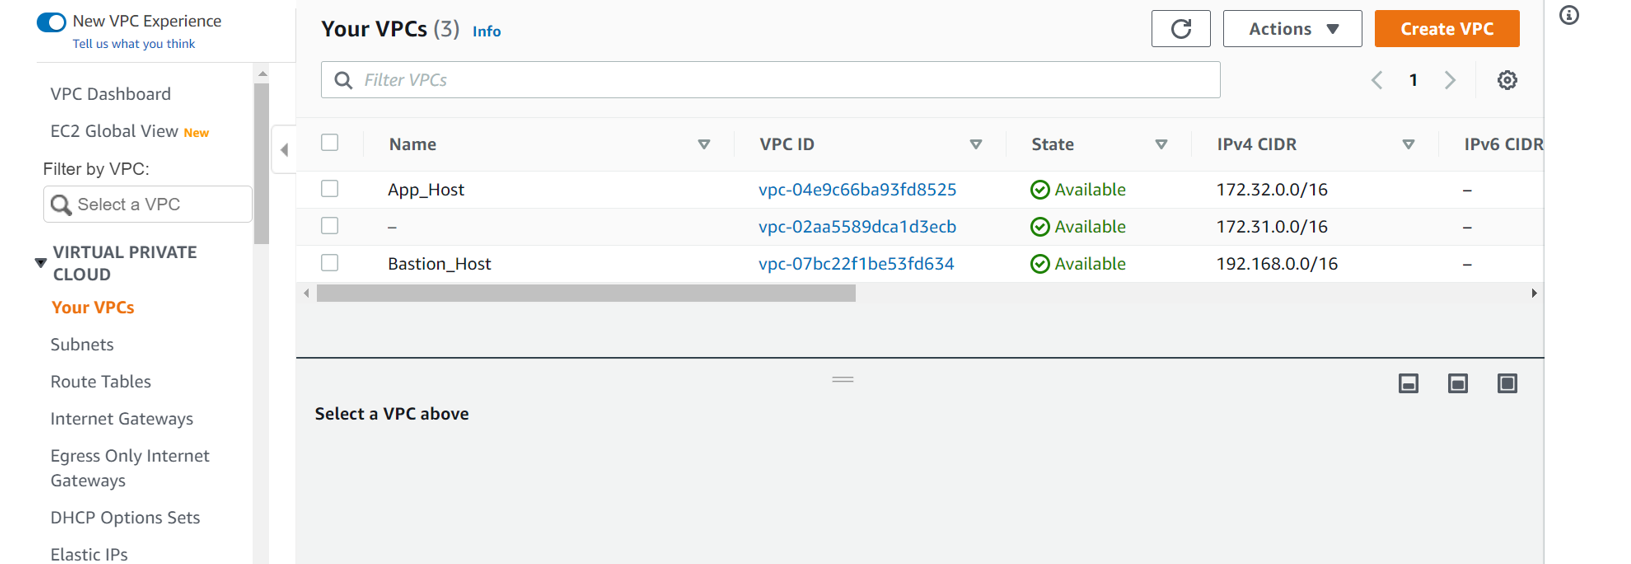 New VPC Experience
Tell us what you think
VPC Dashboard
EC2 Global View New
Filter by VPC:
Select a VPC
VIRTUAL PRIVATE
CLOUD
Your VPCs
Subnets
Route Tables
Internet Gateways
Egress Only Internet
Gateways
DHCP Options Sets
Elastic IPs
Your VPCs (3) Info
Actions
Create VPC
Filter VPCs
1
Name VPC ID State IPv4 CIDR IPv6 CIDR
App_Host vpc-04e9c66ba93fd8525 Available 172.32.0.0/16 –
– vpc-02aa5589dca1d3ecb Available 172.31.0.0/16 –
Bastion_Host vpc-07bc22f1be53fd634 Available 192.168.0.0/16 –
Select a VPC above